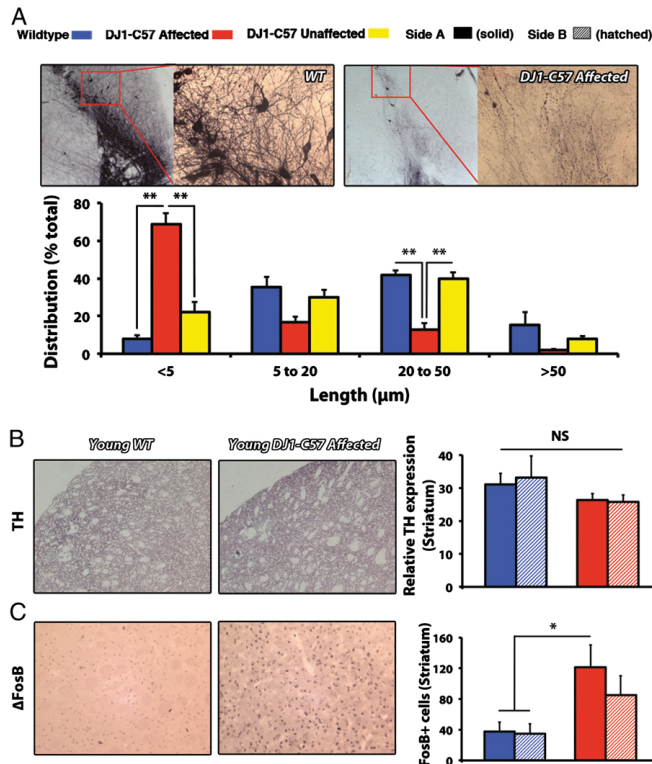 A
Wildtype DJ1-C57 Affected DJ1-C57 Unaffected Side A (solid) Side B (hatched)
WT
DJ1-C57 Affected
Distribution (% total)
80
60
40
20
0
** **
** **
<5 5 to 20 20 to 50 >50
Length (µm)
B
Young WT Young DJ1-C57 Affected
TH
Relative TH expression
(Striatum)
40
30
20
10
0
NS
C
ΔFosB
FosB+ cells (Striatum)
160
120
80
40
0
*